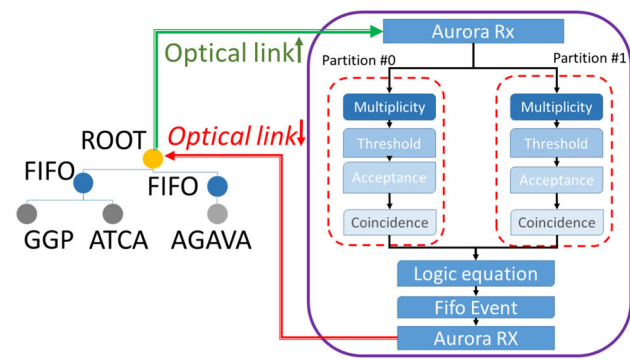 Aurora Rx
Optical link
Partition #0
Partition #1
Multiplicity
Multiplicity
ROOT
Optical link
Threshold
Threshold
FIFO
FIFO
Acceptance
Acceptance
GGP
ATCA
AGAVA
Coincidence
Coincidence
Logic equation
Fifo Event
Aurora RX